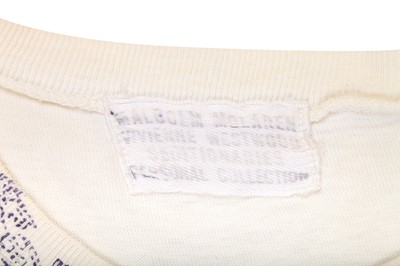 MALCOLM MCLAREN
VIVIENNE WESTWOOD
SEDITIONARIES
PERSONAL COLLECTION